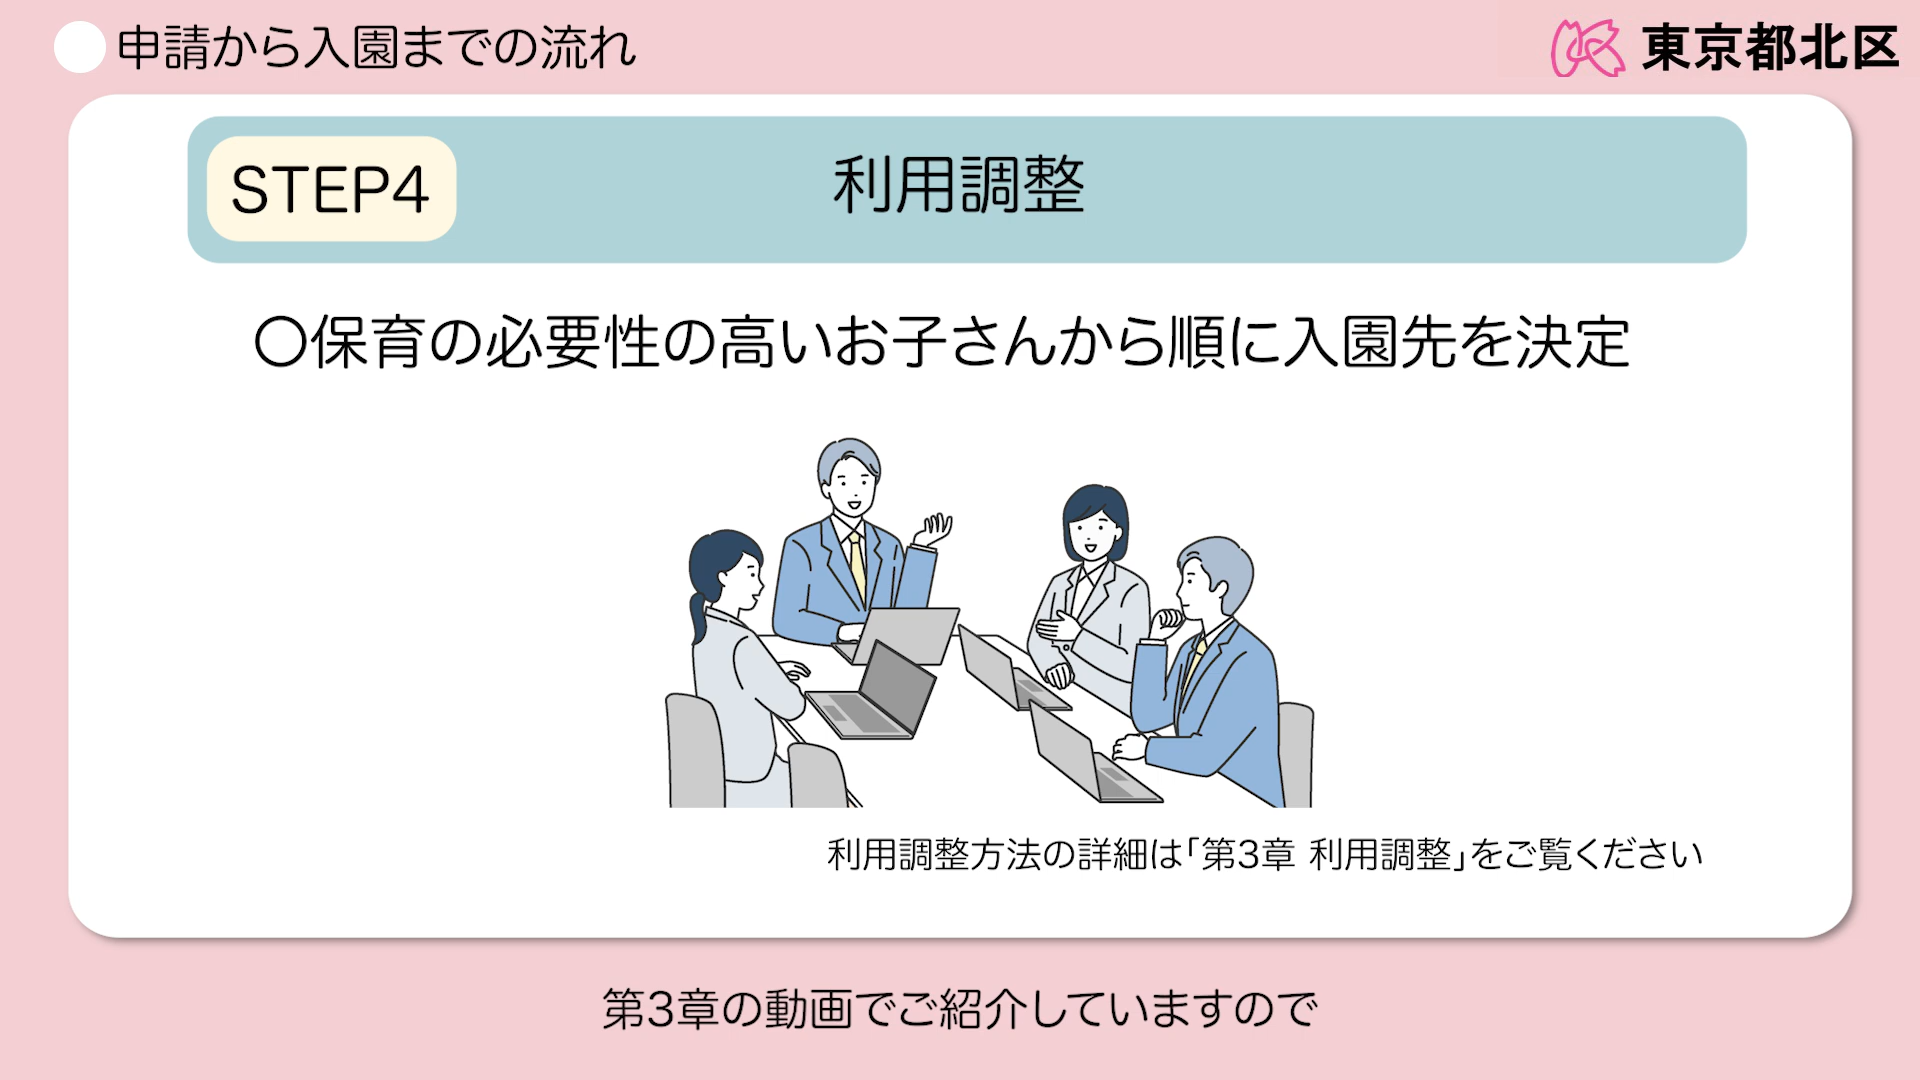 申請から入園までの流れ
東京都北区
STEP4
利用調整
○保育の必要性の高いお子さんから順に入園先を決定
利用調整方法の詳細は「第3章 利用調整」をご覧ください
第3章の動画でご紹介していますので